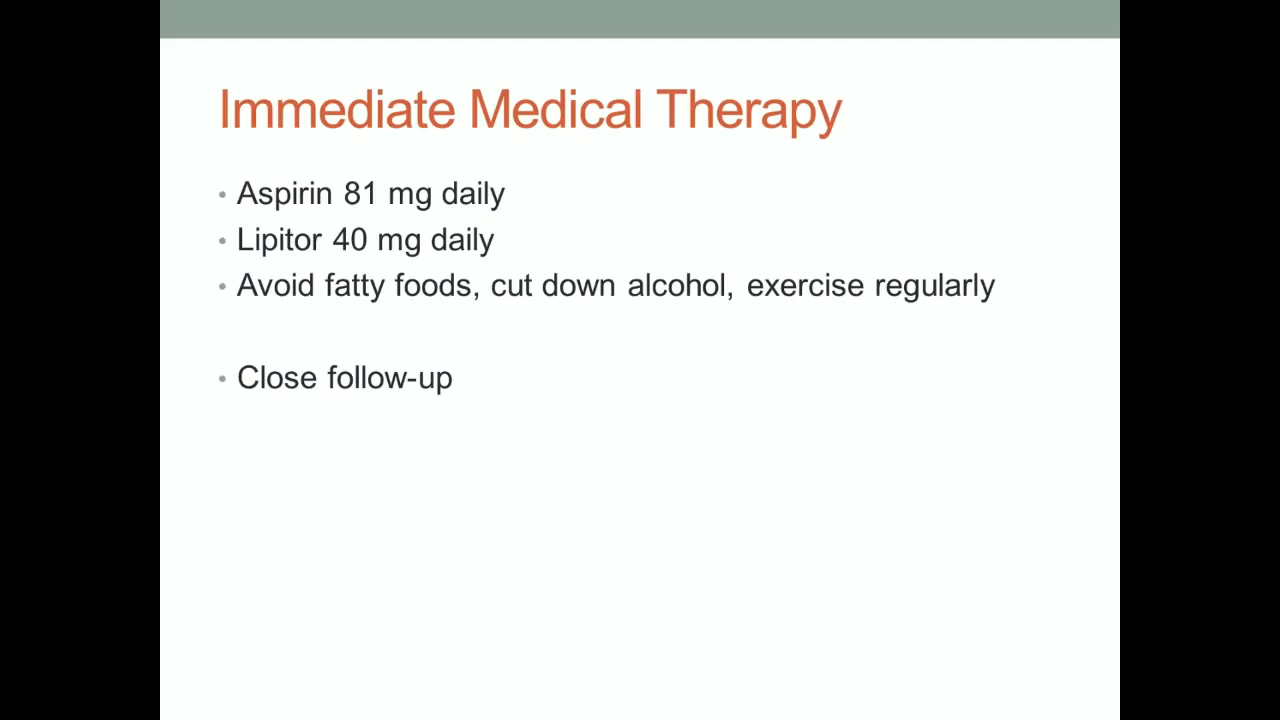 Immediate Medical Therapy
• Aspirin 81 mg daily
• Lipitor 40 mg daily
• Avoid fatty foods, cut down alcohol, exercise regularly
• Close follow-up